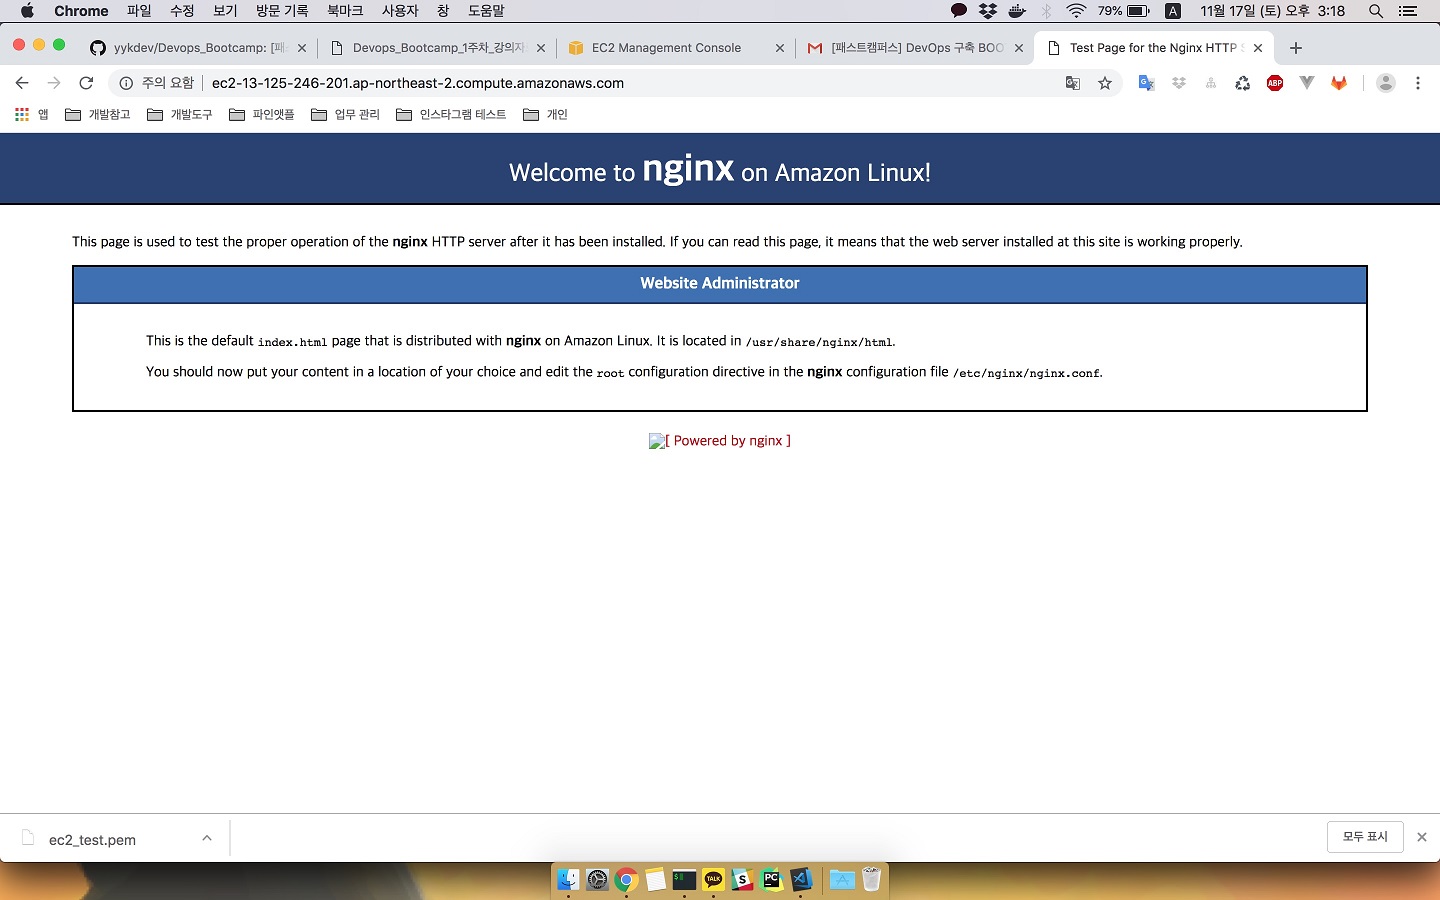 Chrome 파일 수정 보기 방문 기록 북마크 사용자 창 도움말 79% A 11월 17일 (토) 오후 3:18
yykdev/Devops_Bootcamp: [패 Devops_Bootcamp_1주차_강의자 EC2 Management Console [패스트캠퍼스] DevOps 구축 BOO Test Page for the Nginx HTTP S
주의 요함 ec2-13-125-246-201.ap-northeast-2.compute.amazonaws.com ABP
앱 개발참고 개발도구 파인앳플 업무 관리 인스타그램 테스트 개인
Welcome to nginx on Amazon Linux!
This page is used to test the proper operation of the nginx HTTP server after it has been installed. If you can read this page, it means that the web server installed at this site is working properly.
Website Administrator
This is the default index.html page that is distributed with nginx on Amazon Linux. It is located in /usr/share/nginx/html.
You should now put your content in a location of your choice and edit the root configuration directive in the nginx configuration file /etc/nginx/nginx.conf.
[ Powered by nginx ]
ec2_test.pem 모두 표시
TALK S PC